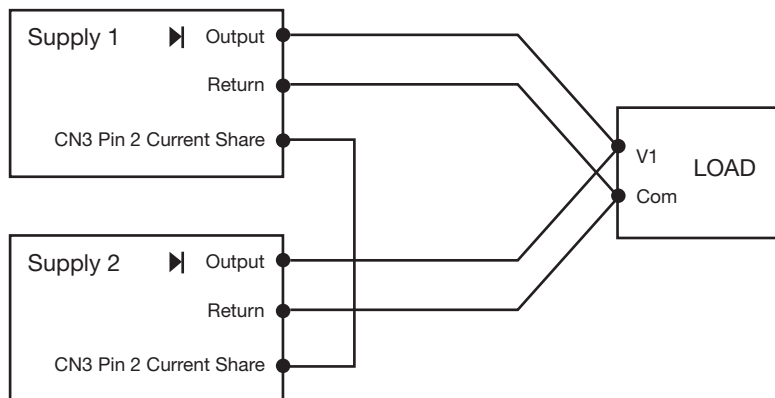 Supply 1
Output
Return
CN3 Pin 2 Current Share
V1
LOAD
Com
Supply 2
Output
Return
CN3 Pin 2 Current Share